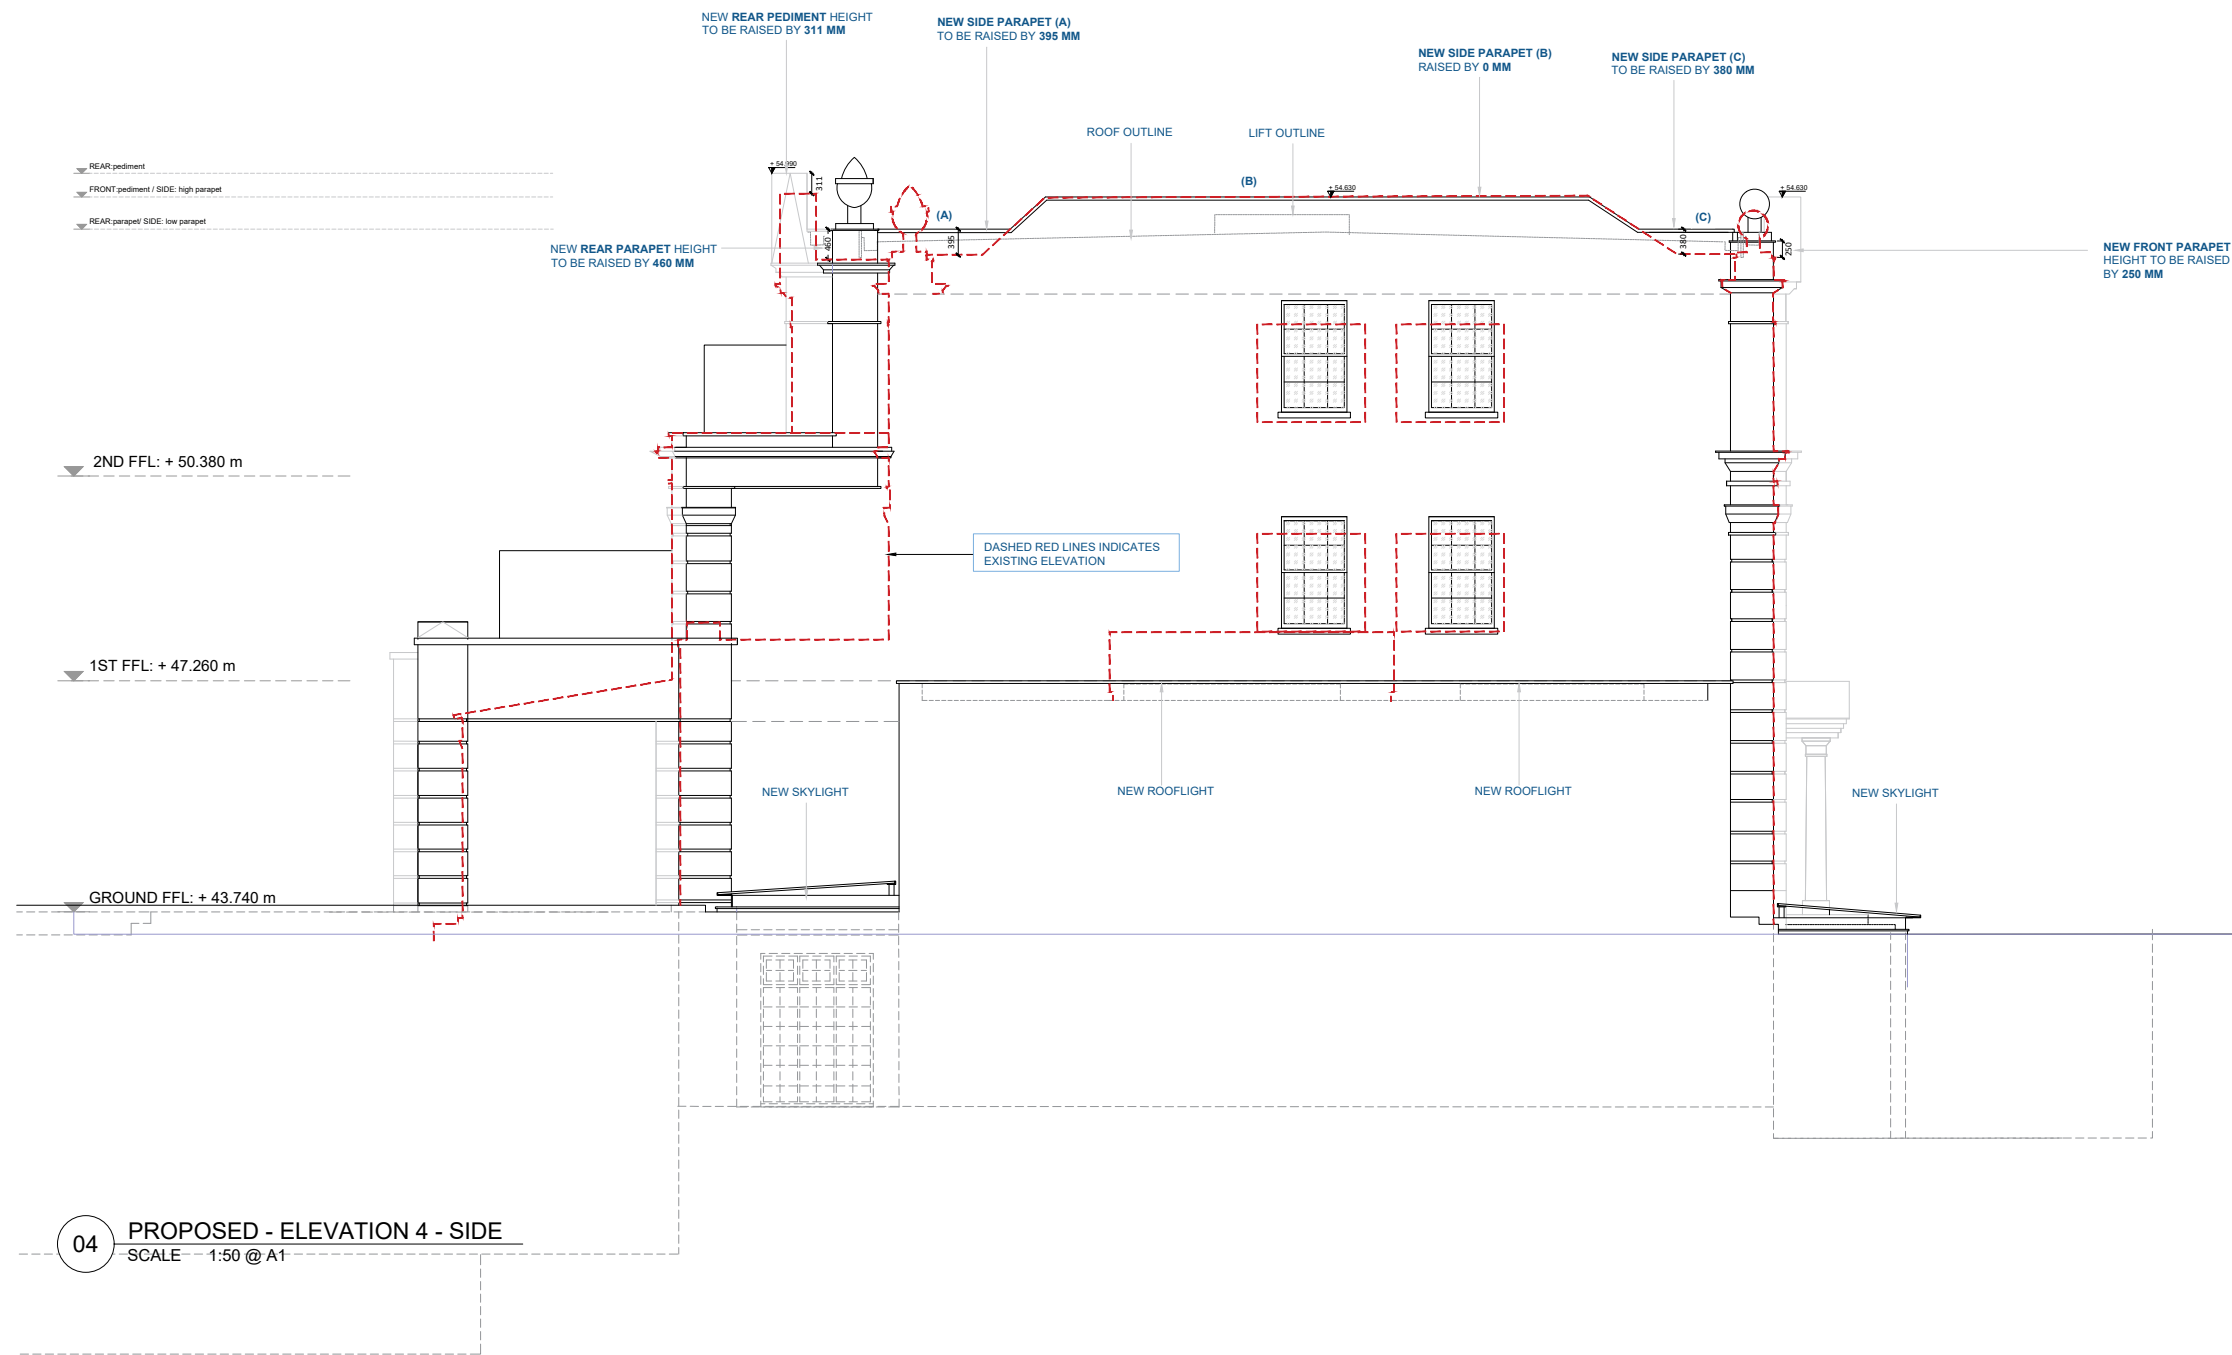 NEW REAR PEDIMENT HEIGHT
TO BE RAISED BY 311 MM
NEW SIDE PARAPET (A)
TO BE RAISED BY 395 MM
NEW SIDE PARAPET (B)
RAISED BY 0 MM
NEW SIDE PARAPET (C)
TO BE RAISED BY 380 MM
ROOF OUTLINE
LIFT OUTLINE
REAR:pediment
FRONT:pediment / SIDE: high parapet
REAR:parapet/ SIDE: low parapet
+ 54.990
311
(B)
+ 54.630
+ 54.630
(A)
(C)
460
395
380
250
NEW REAR PARAPET HEIGHT
TO BE RAISED BY 460 MM
NEW FRONT PARAPET
HEIGHT TO BE RAISED
BY 250 MM
2ND FFL: + 50.380 m
DASHED RED LINES INDICATES
EXISTING ELEVATION
1ST FFL: + 47.260 m
NEW SKYLIGHT
NEW ROOFLIGHT
NEW ROOFLIGHT
NEW SKYLIGHT
GROUND FFL: + 43.740 m
04
PROPOSED - ELEVATION 4 - SIDE
SCALE 1:50 @ A1